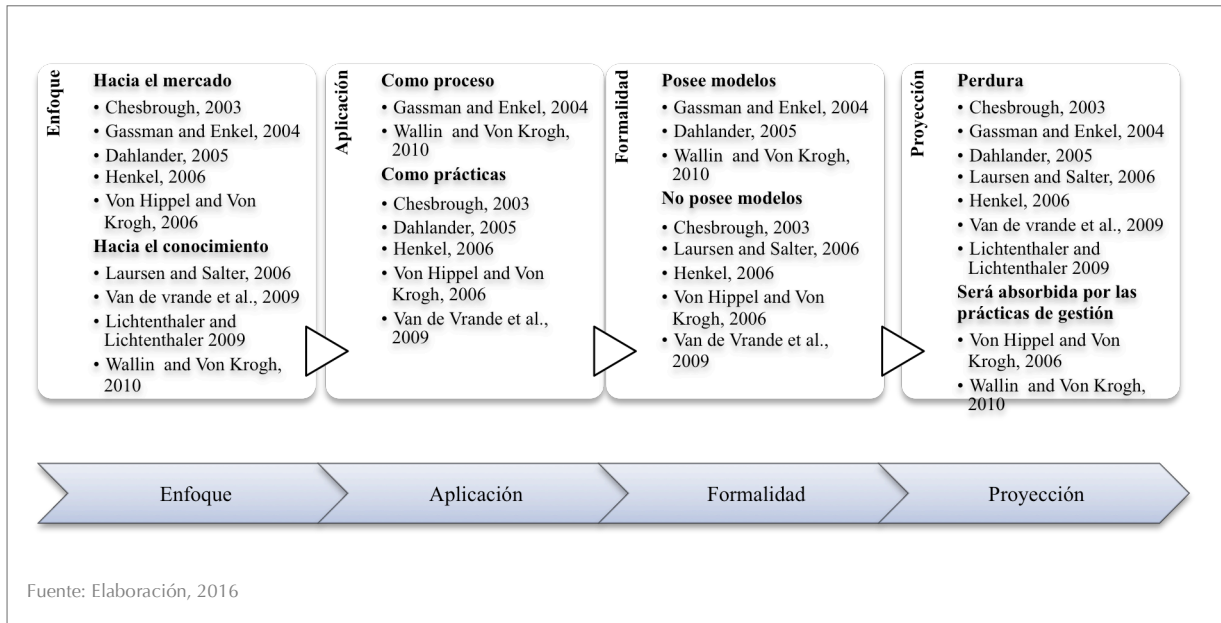 Enfoque
Hacia el mercado
• Chesbrough, 2003
• Gassman and Enkel, 2004
• Dahlander, 2005
• Henkel, 2006
• Von Hippel and Von
Krogh, 2006
Hacia el conocimiento
• Laursen and Salter, 2006
• Van de vrande et al., 2009
• Lichtenthaler and
Lichtenthaler 2009
• Wallin and Von Krogh,
2010
Aplicación
Como proceso
• Gassman and Enkel, 2004
• Wallin and Von Krogh,
2010
Como prácticas
• Chesbrough, 2003
• Dahlander, 2005
• Henkel, 2006
• Von Hippel and Von
Krogh, 2006
• Van de Vrande et al.,
2009
Formalidad
Posee modelos
• Gassman and Enkel, 2004
• Dahlander, 2005
• Wallin and Von Krogh,
2010
No posee modelos
• Chesbrough, 2003
• Laursen and Salter, 2006
• Henkel, 2006
• Von Hippel and Von
Krogh, 2006
• Van de Vrande et al.,
2009
Proyección
Perdura
• Chesbrough, 2003
• Gassman and Enkel, 2004
• Dahlander, 2005
• Laursen and Salter, 2006
• Henkel, 2006
• Van de vrande et al., 2009
• Lichtenthaler and
Lichtenthaler 2009
Será absorbida por las
prácticas de gestión
• Von Hippel and Von
Krogh, 2006
• Wallin and Von Krogh,
2010
Enfoque
Aplicación
Formalidad
Proyección
Fuente: Elaboración, 2016